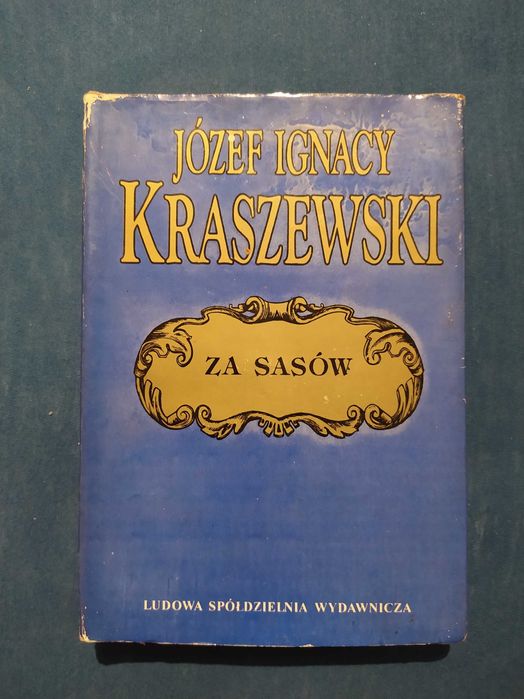 JÓZEF IGNACY
KRASZEWSKI
ZA SASÓW
LUDOWA SPÓŁDZIELNIA WYDAWNICZA